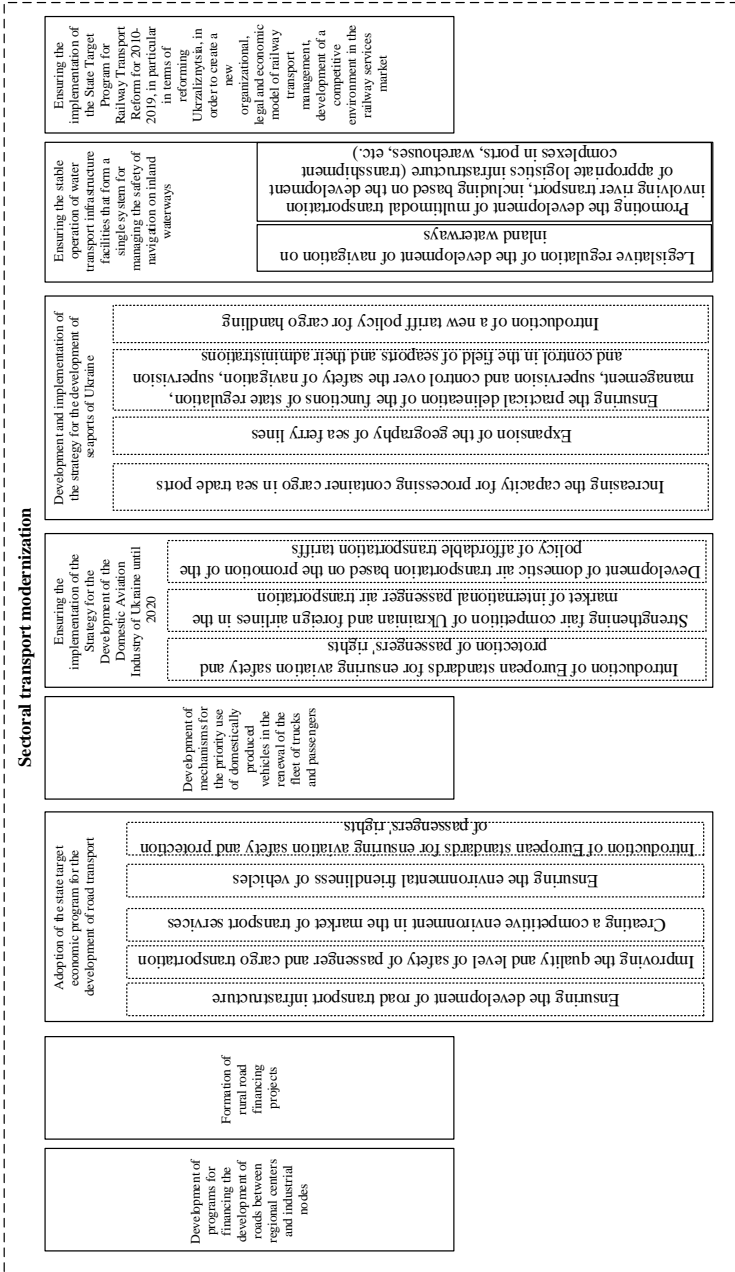 Sectoral transport modernization
Development of
programs for
financing the
development of
roads between
regional centers
and industrial
nodes
Formation of
rural road
financing
projects
Adoption of the state target
economic program for the
development of road transport
Ensuring the development of road transport infrastructure
Improving the quality and level of safety of passenger and cargo transportation
Creating a competitive environment in the market of transport services
Ensuring the environmental friendliness of vehicles
Introduction of European standards for ensuring aviation safety and protection
of passengers' rights
Development of
mechanisms for
the priority use
of domestically
produced
vehicles in the
renewal of the
fleet of trucks
and passengers
Ensuring the
implementation of the
Strategy for the
Development of the
Domestic Aviation
Industry of Ukraine until
2020
Introduction of European standards for ensuring aviation safety and
protection of passengers' rights
Strengthening fair competition of Ukrainian and foreign airlines in the
market of international passenger air transportation
Development of domestic air transportation based on the promotion of the
policy of affordable transportation tariffs
Development and implementation of
the strategy for the development of
seaports of Ukraine
Increasing the capacity for processing container cargo in sea trade ports
Expansion of the geography of sea ferry lines
Ensuring the practical delineation of the functions of state regulation,
management, supervision and control over the safety of navigation, supervision
and control in the field of seaports and their administrations
Introduction of a new tariff policy for cargo handling
Ensuring the stable
operation of water
transport infrastructure
facilities that form a
single system for
managing the safety of
navigation on inland
waterways
Legislative regulation of the development of navigation on
inland waterways
Promoting the development of multimodal transportation
involving river transport, including based on the development
of appropriate logistics infrastructure (transshipment
complexes in ports, warehouses, etc.)
Ensuring the
implementation of
the State Target
Program for
Railway Transport
Reform for 2010-
2019, in particular
in terms of
reforming
Ukrzaliznytsia, in
order to create a
new
organizational,
legal and economic
model of railway
transport
management,
development of a
competitive
environment in the
railway services
market